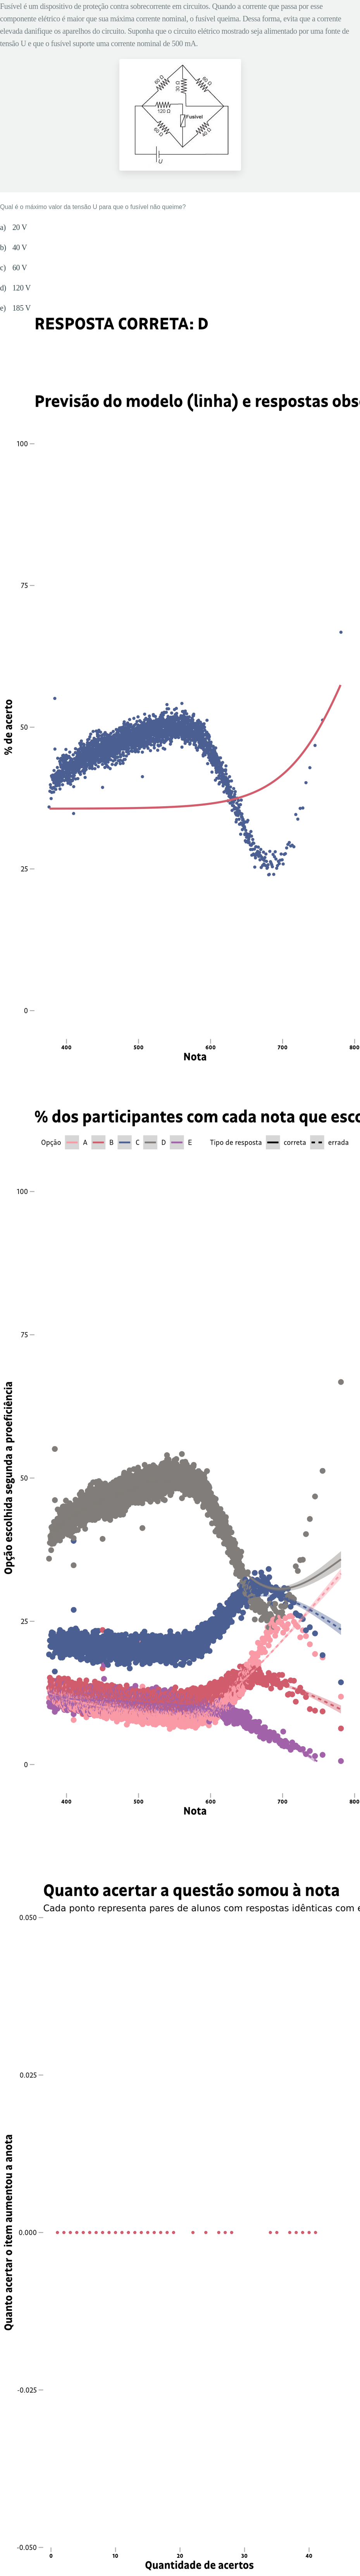 Fusível é um dispositivo de proteção contra sobrecorrente em circuitos. Quando a corrente que passa por esse
componente elétrico é maior que sua máxima corrente nominal, o fusível queima. Dessa forma, evita que a corrente
elevada danifique os aparelhos do circuito. Suponha que o circuito elétrico mostrado seja alimentado por uma fonte de
tensão U e que o fusível suporte uma corrente nominal de 500 mA.
60 Ω
30 Ω
60 Ω
120 Ω
Fusível
60 Ω
40 Ω
U
Qual é o máximo valor da tensão U para que o fusível não queime?
a) 20 V
b) 40 V
c) 60 V
d) 120 V
e) 185 V
RESPOSTA CORRETA: D
Previsão do modelo (linha) e respostas obs
100
75
50
25
0
% de acerto
400 500 600 700 800
Nota
% dos participantes com cada nota que esco
Opção A B C D E Tipo de resposta correta errada
100
75
50
25
0
Opção escolhida segunda a proeficiência
400 500 600 700 800
Nota
Quanto acertar a questão somou à nota
Cada ponto representa pares de alunos com respostas idênticas com e
0.050
0.025
0.000
-0.025
-0.050
Quanto acertar o item aumentou a anota
0 10 20 30 40
Quantidade de acertos